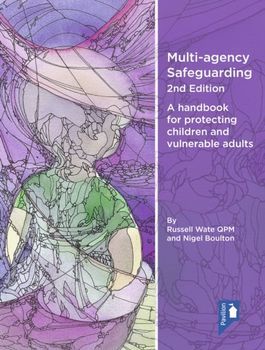 Multi-agency
Safeguarding
2nd Edition
A handbook
for protecting
children and
vulnerable adults
By
Russell Wate QPM
and Nigel Boulton
Pavilion